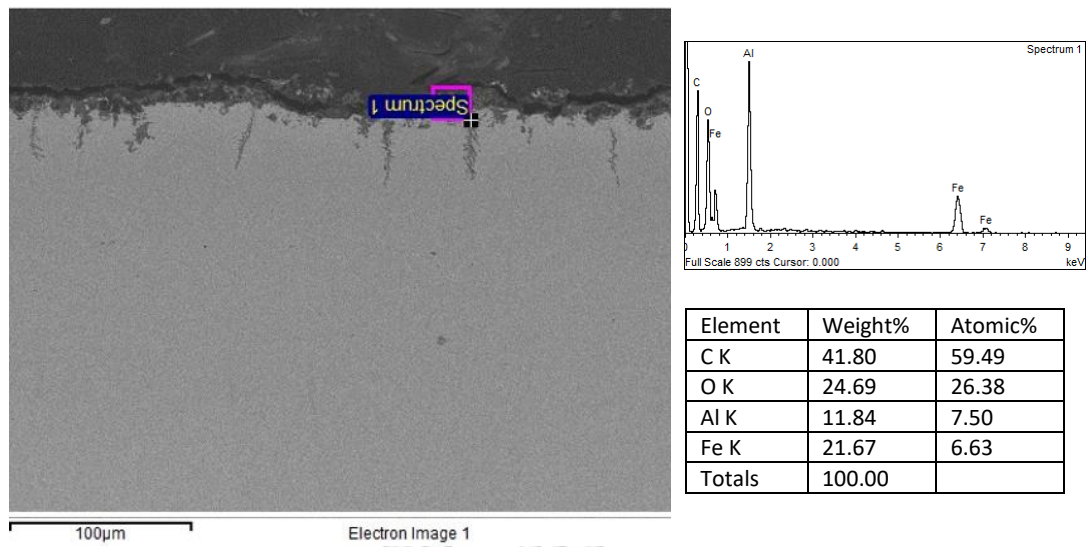 Spectrum 1
100µm
Electron Image 1
Spectrum 1
C
O
Fe
Al
Fe
Fe
1 2 3 4 5 6 7 8 9
Full Scale 899 cts Cursor: 0.000
keV
Element Weight% Atomic%
C K 41.80 59.49
O K 24.69 26.38
Al K 11.84 7.50
Fe K 21.67 6.63
Totals 100.00